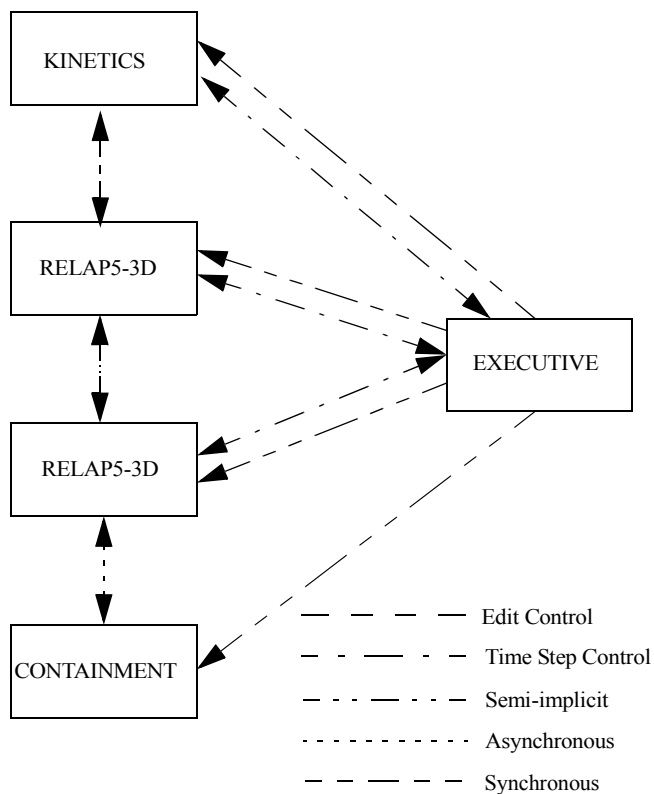 KINETICS
RELAP5-3D
EXECUTIVE
RELAP5-3D
CONTAINMENT
Edit Control
Time Step Control
Semi-implicit
Asynchronous
Synchronous